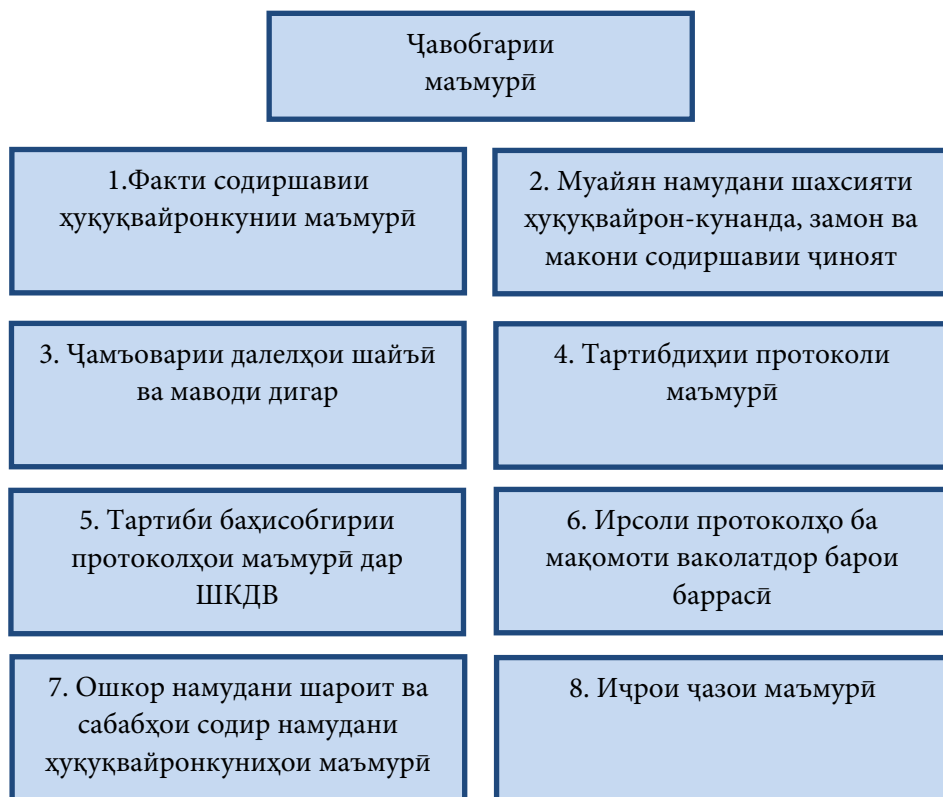 Ҷавобгарии
маъмурӣ
1.Факти содиршавии
ҳуқуқвайронкунии маъмурӣ
2. Муайян намудани шахсияти
ҳуқуқвайрон-кунанда, замон ва
макони содиршавии ҷиноят
3. Ҷамъоварии далелҳои шайъӣ
ва маводи дигар
4. Тартибдиҳии протоколи
маъмурӣ
5. Тартиби баҳисобгирии
протоколҳои маъмурӣ дар
ШКДВ
6. Ирсоли протоколҳо ба
мақомоти ваколатдор барои
баррасӣ
7. Ошкор намудани шароит ва
сабабҳои содир намудани
ҳуқуқвайронкуниҳои маъмурӣ
8. Иҷрои ҷазои маъмурӣ